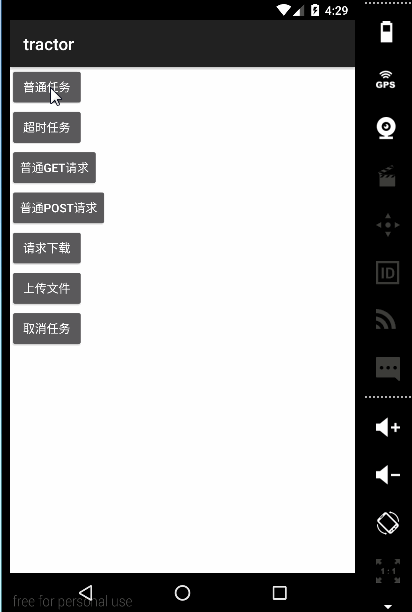 4:29
tractor
普通任务
超时任务
普通GET请求
普通POST请求
请求下载
上传文件
取消任务
GPS
ID
1:1
free for personal use